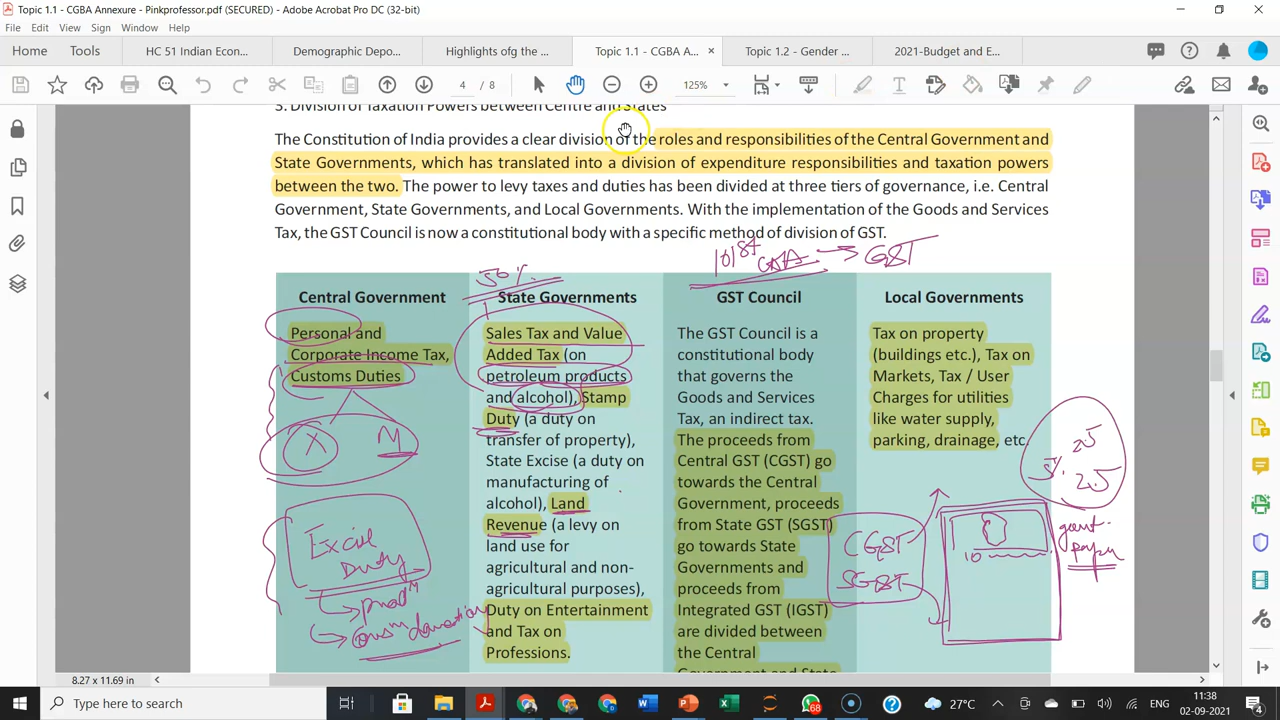 Topic 1.1 - CGBA Annexure - Pinkprofessor.pdf (SECURED) - Adobe Acrobat Pro DC (32-bit)
File Edit View Sign Window Help
Home Tools HC 51 Indian Econ... Demographic Depo... Highlights ofg the ... Topic 1.1 - CGBA A... × Topic 1.2 - Gender ... 2021-Budget and E...
4 / 8 125%
3. Division of Taxation Powers between Centre and States
The Constitution of India provides a clear division of the roles and responsibilities of the Central Government and
State Governments, which has translated into a division of expenditure responsibilities and taxation powers
between the two. The power to levy taxes and duties has been divided at three tiers of governance, i.e. Central
Government, State Governments, and Local Governments. With the implementation of the Goods and Services
Tax, the GST Council is now a constitutional body with a specific method of division of GST.
101st CGBA → GST
50%
Central Government
Personal and
Corporate Income Tax,
Customs Duties
X M
Excise
Duty
State Governments
Sales Tax and Value
Added Tax (on
petroleum products
and alcohol), Stamp
Duty (a duty on
transfer of property),
State Excise (a duty on
manufacturing of
alcohol), Land
Revenue (a levy on
land use for
agricultural and non-
agricultural purposes),
Duty on Entertainment
and Tax on
Professions.
GST Council
The GST Council is a
constitutional body
that governs the
Goods and Services
Tax, an indirect tax.
The proceeds from
Central GST (CGST) go
towards the Central
Government, proceeds
from State GST (SGST)
go towards State
Governments and
proceeds from
Integrated GST (IGST)
are divided between
the Central
Government and State
CGST
SGST
Local Governments
Tax on property
(buildings etc.), Tax on
Markets, Tax / User
Charges for utilities
like water supply,
parking, drainage, etc.
5% 2.5
2.5
10
8.27 x 11.69 in
Type here to search
68 27°C ENG 11:38
02-09-2021 4